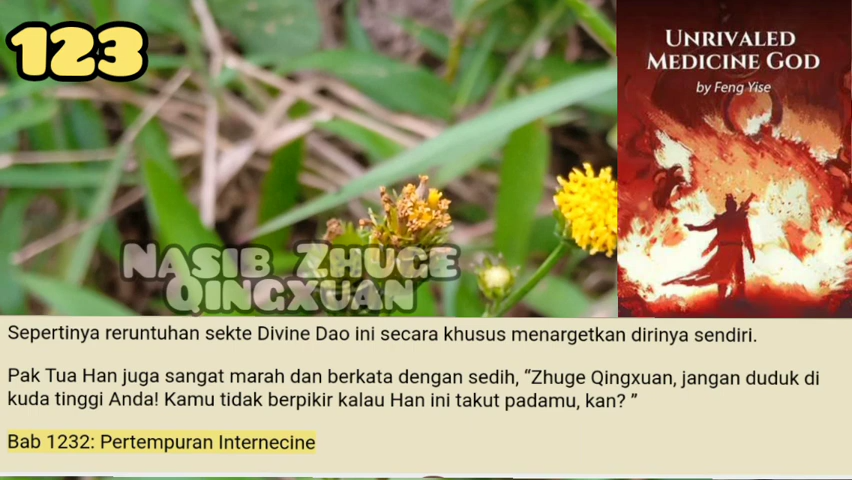 123
UNRIVALED
MEDICINE GOD
by Feng Yise
NASIB ZHUGE
QINGXUAN
Sepertinya reruntuhan sekte Divine Dao ini secara khusus menargetkan dirinya sendiri.
Pak Tua Han juga sangat marah dan berkata dengan sedih, “Zhuge Qingxuan, jangan duduk di
kuda tinggi Anda! Kamu tidak berpikir kalau Han ini takut padamu, kan? ”
Bab 1232: Pertempuran Internecine